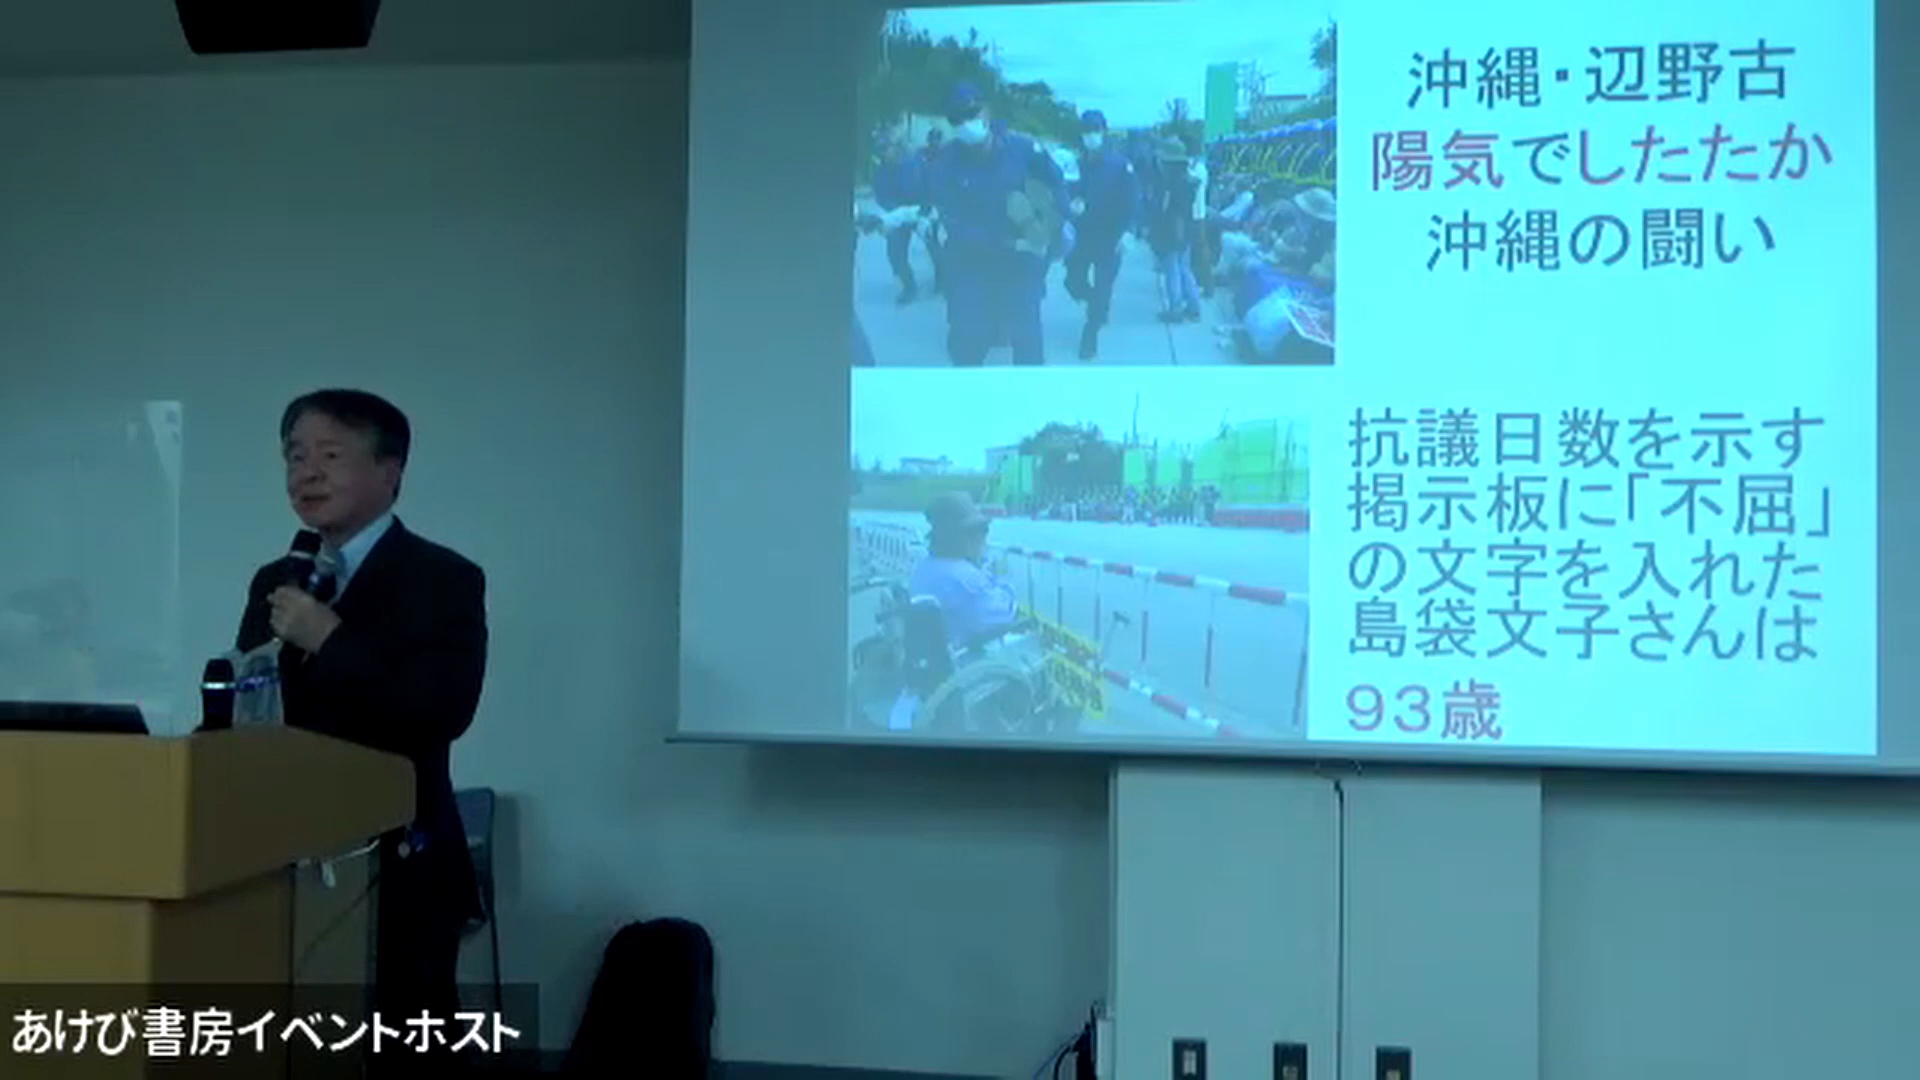 沖縄・辺野古
陽気でしたたか
沖縄の闘い
抗議日数を示す
掲示板に「不屈」
の文字を入れた
島袋文子さんは
９３歳
あけび書房イベントホスト